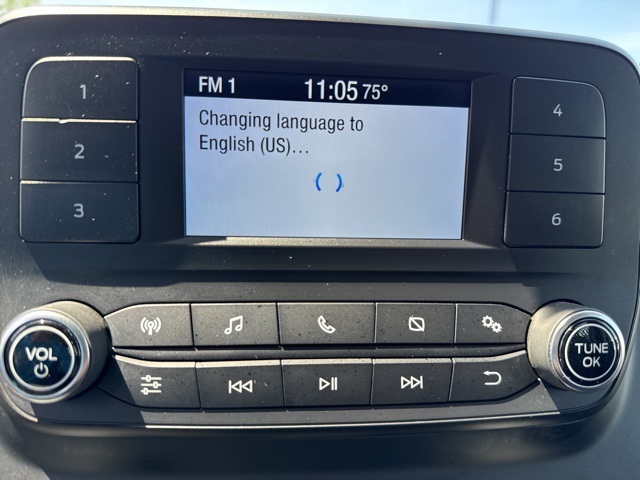 FM 1 11:05 75°
Changing language to
English (US)...
1
2
3
4
5
6
VOL
TUNE
OK